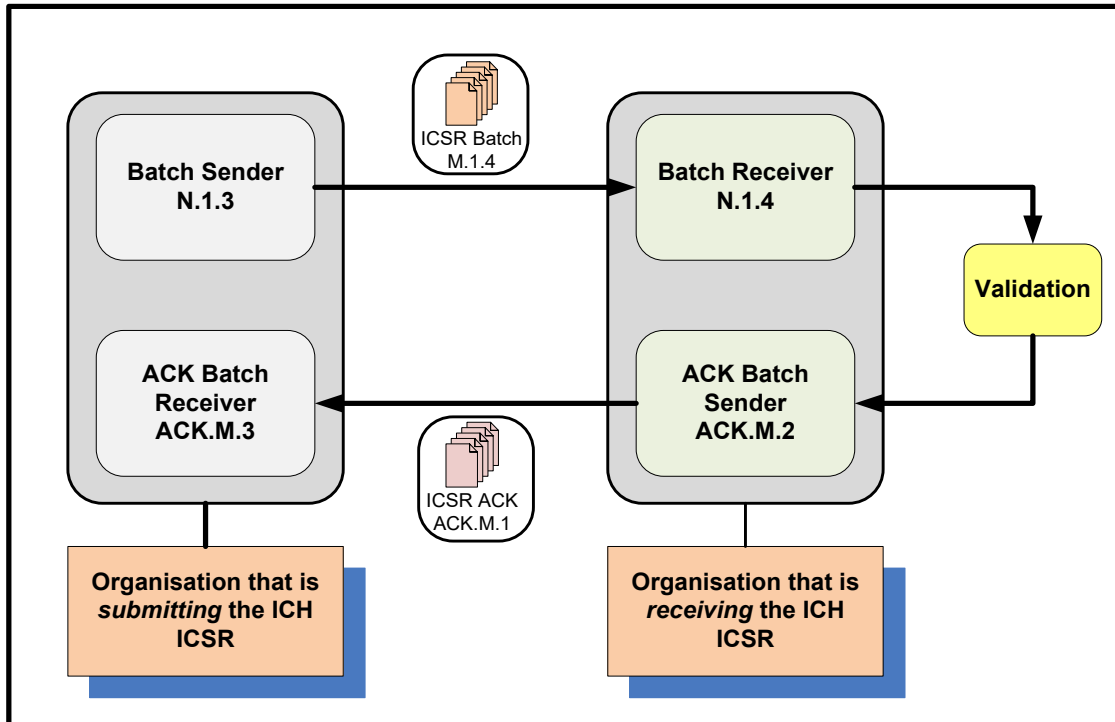 ICSR Batch
M.1.4
Batch Sender
N.1.3
Batch Receiver
N.1.4
Validation
ACK Batch
Receiver
ACK.M.3
ACK Batch
Sender
ACK.M.2
ICSR ACK
ACK.M.1
Organisation that is
submitting the ICH
ICSR
Organisation that is
receiving the ICH
ICSR